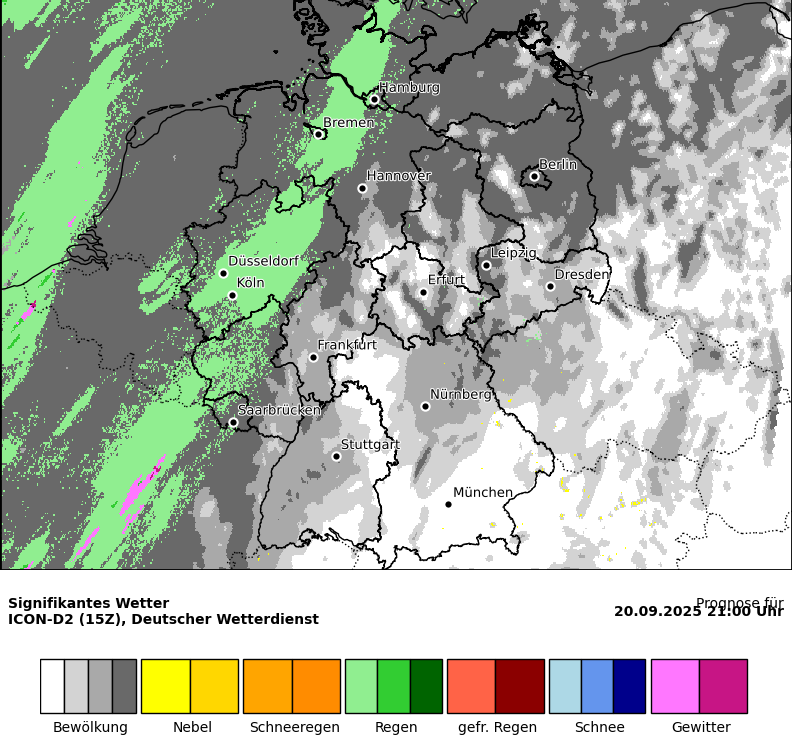 Hamburg
Bremen
Berlin
Hannover
Leipzig
Düsseldorf
Dresden
Köln
Erfurt
Frankfurt
Nürnberg
Saarbrücken
Stuttgart
München
Signifikantes Wetter
ICON-D2 (15Z), Deutscher Wetterdienst
Prognose für
20.09.2025 21:00 Uhr
Bewölkung Nebel Schneeregen Regen gefr. Regen Schnee Gewitter